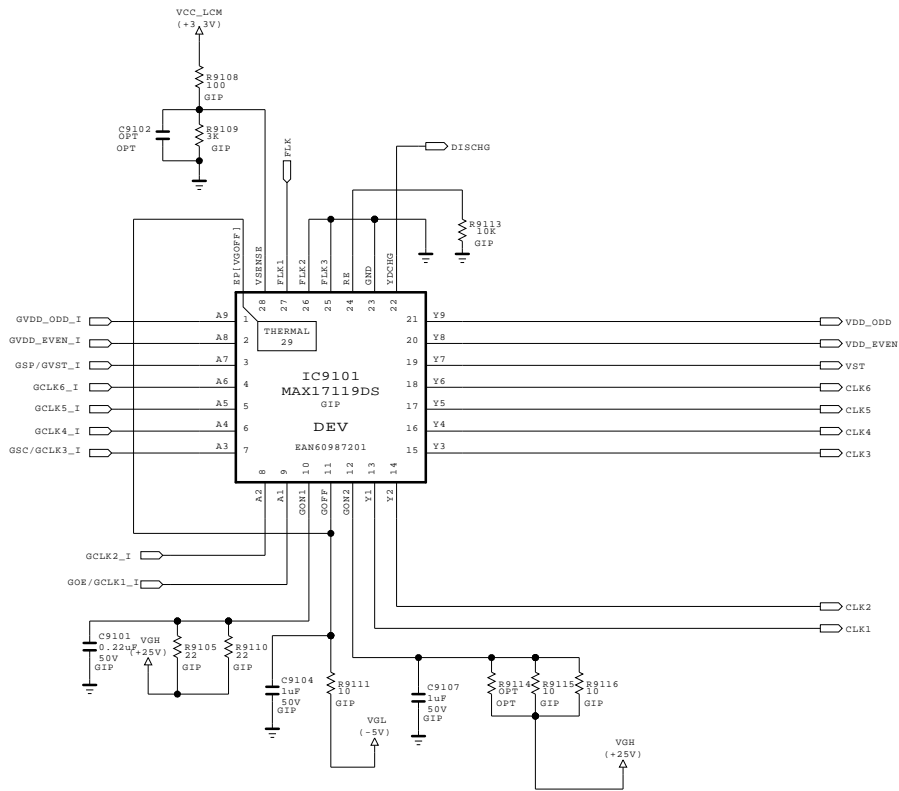 VCC_LCM
(+3.3V)
R9108
100
GIP
C9102
OPT
OPT
R9109
3K
GIP
FLK
DISCHG
R9113
10K
GIP
EP[VGOFF]
VSENSE
FLK1
FLK2
FLK3
RE
GND
YDCHG
28
27
26
25
24
23
22
THERMAL
29
GVDD_ODD_I
A9
1
GVDD_EVEN_I
A8
2
GSP/GVST_I
A7
3
GCLK6_I
A6
4
GCLK5_I
A5
5
GCLK4_I
A4
6
GSC/GCLK3_I
A3
7
IC9101
MAX17119DS
GIP
DEV
EAN60987201
21
Y9
VDD_ODD
20
Y8
VDD_EVEN
19
Y7
VST
18
Y6
CLK6
17
Y5
CLK5
16
Y4
CLK4
15
Y3
CLK3
8
9
10
11
12
13
14
A2
A1
GON1
GOFF
GON2
Y1
Y2
GCLK2_I
GOE/GCLK1_I
CLK2
CLK1
C9101
0.22uF
50V
GIP
VGH
(+25V)
R9105
22
GIP
R9110
22
GIP
C9104
1uF
50V
GIP
R9111
10
GIP
VGL
(-5V)
C9107
1uF
50V
GIP
R9114
OPT
OPT
R9115
10
GIP
R9116
10
GIP
VGH
(+25V)